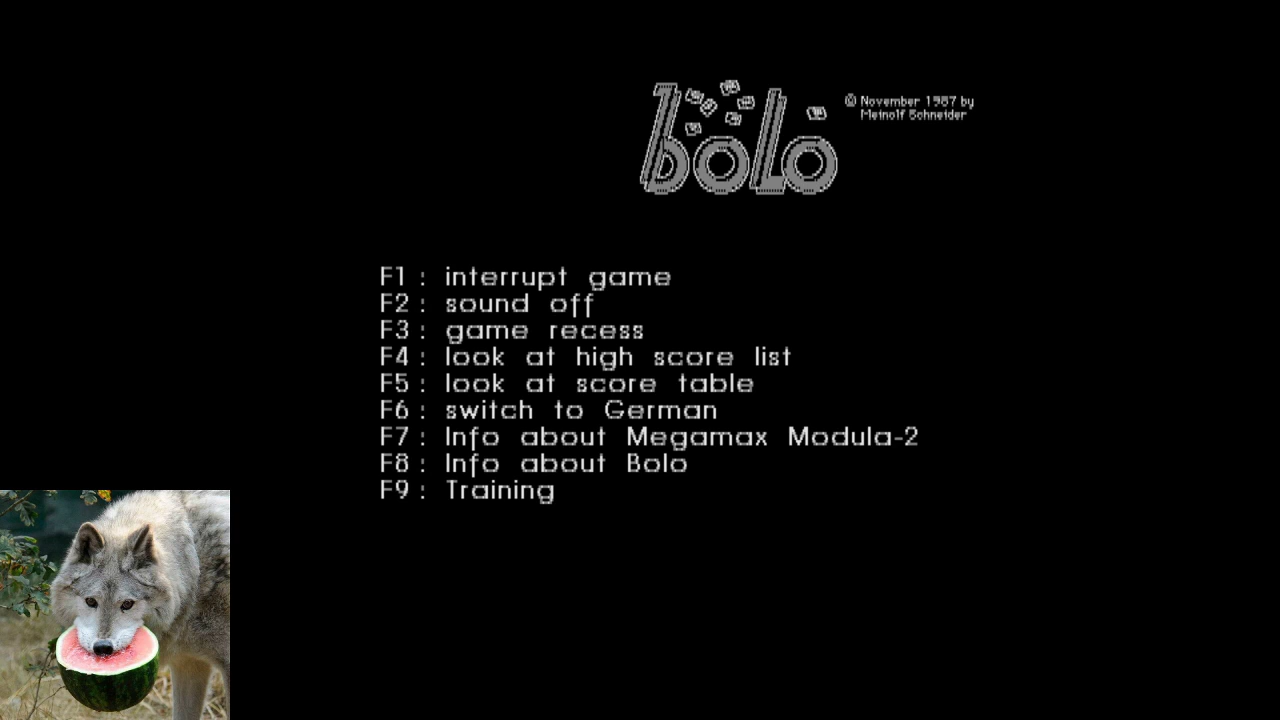 bolo
© November 1987 by
Meinolf Schneider
F1 : interrupt game
F2 : sound off
F3 : game recess
F4 : look at high score list
F5 : look at score table
F6 : switch to German
F7 : Info about Megamax Modula-2
F8 : Info about Bolo
F9 : Training